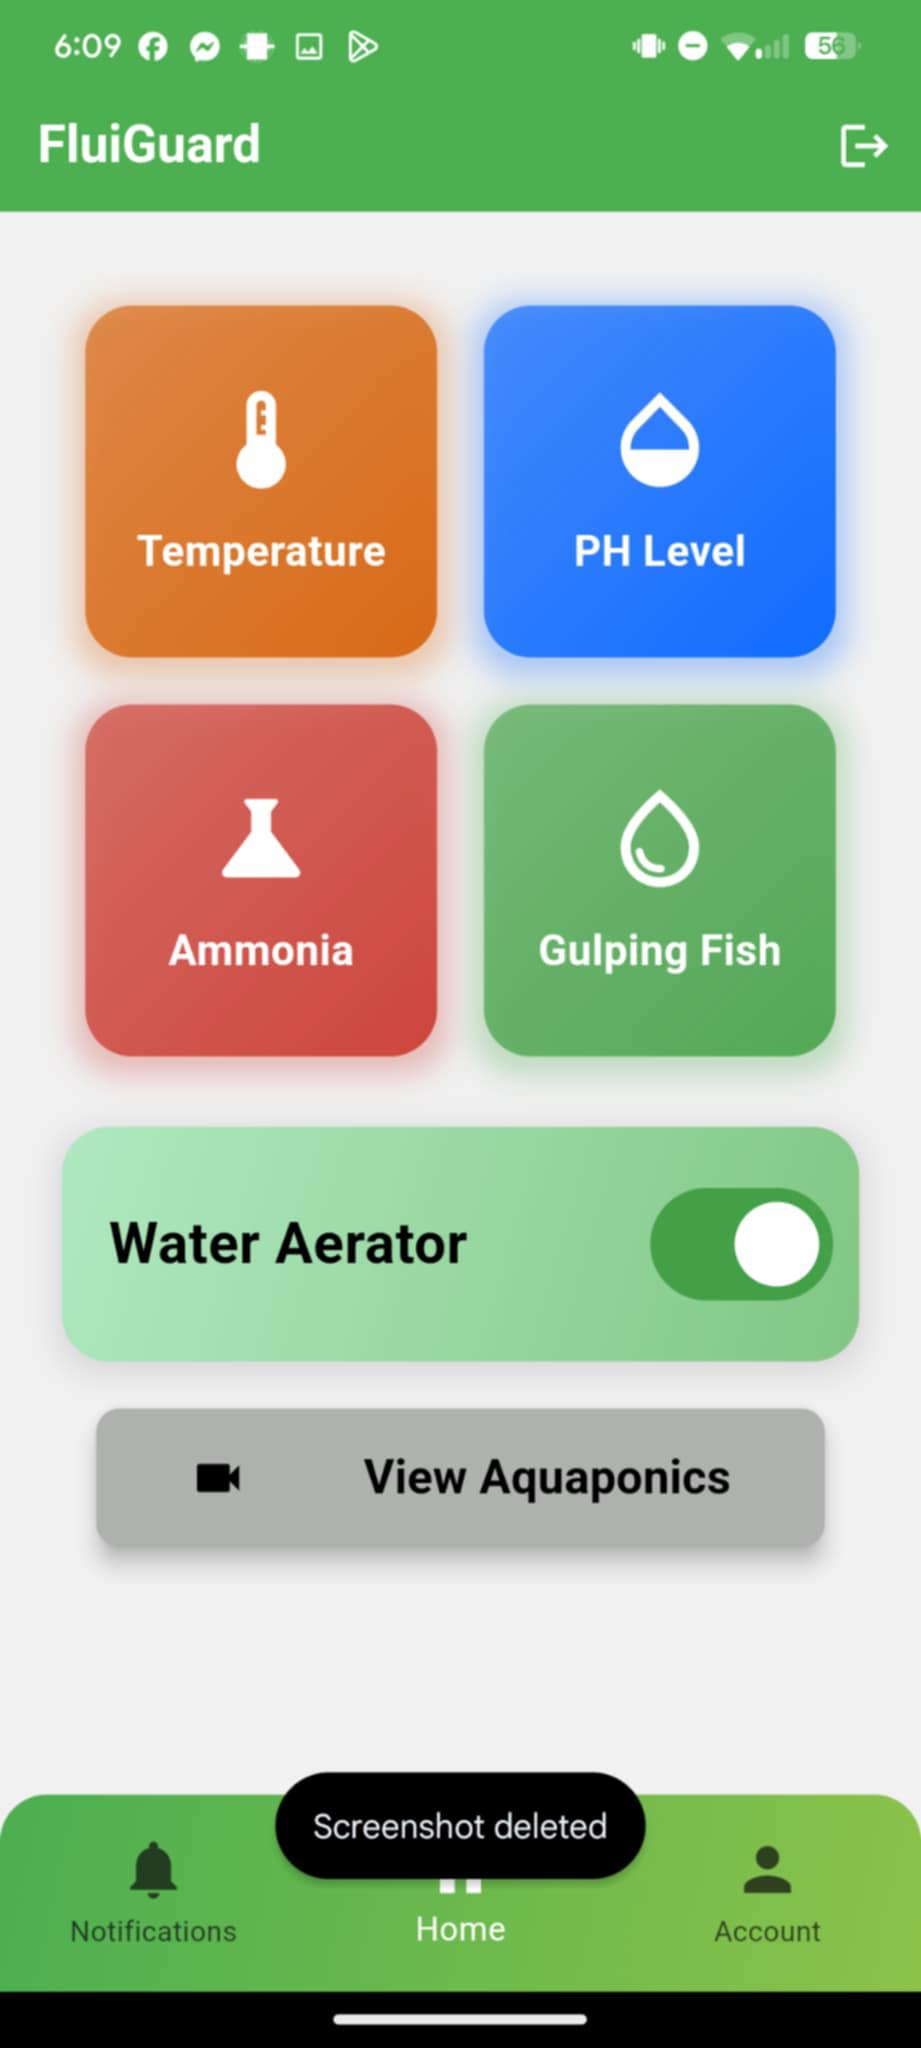 6:09
56
FluiGuard
Temperature
PH Level
Ammonia
Gulping Fish
Water Aerator
View Aquaponics
Screenshot deleted
Notifications
Home
Account